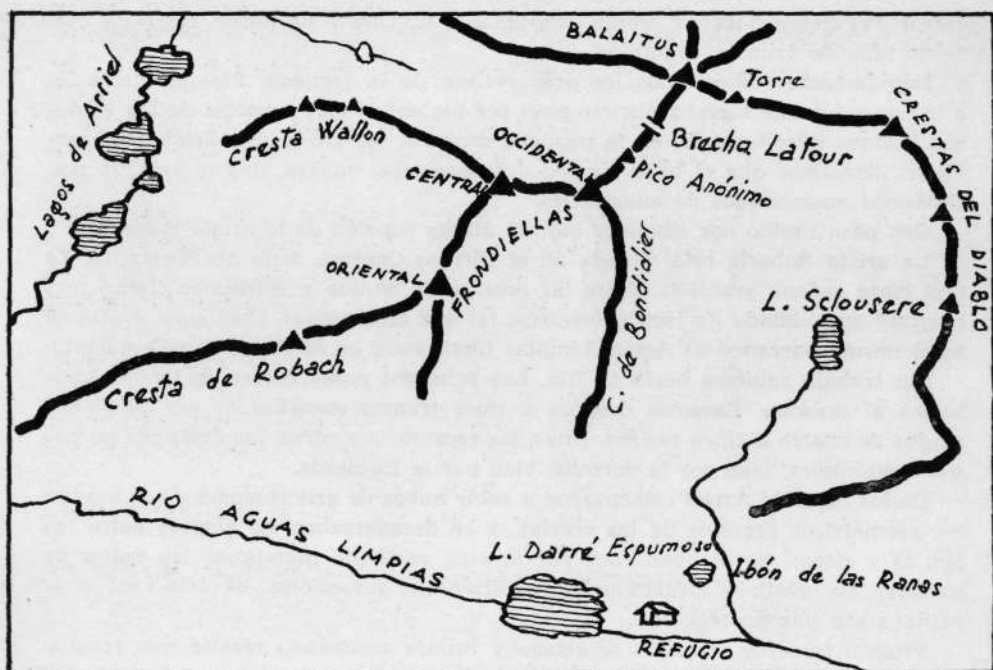 BALAITUS
Torre
CRESTAS DEL DIABLO
Brecha Latour
Pico Anónimo
Lagos de Arriel
Cresta Wallon
OCCIDENTAL
CENTRAL
ORIENTAL
FRONDIELLAS
C. de Bondidier
L. Sclousere
Cresta de Robach
RIO AGUAS LIMPIAS
L. Darré Espumoso
Ibón de las Ranas
REFUGIO